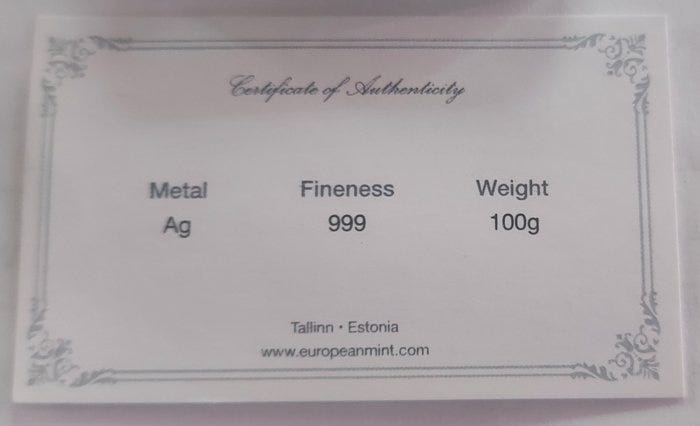 Certificate of Authenticity
Metal Fineness Weight
Ag 999 100g
Tallinn • Estonia
www.europeanmint.com